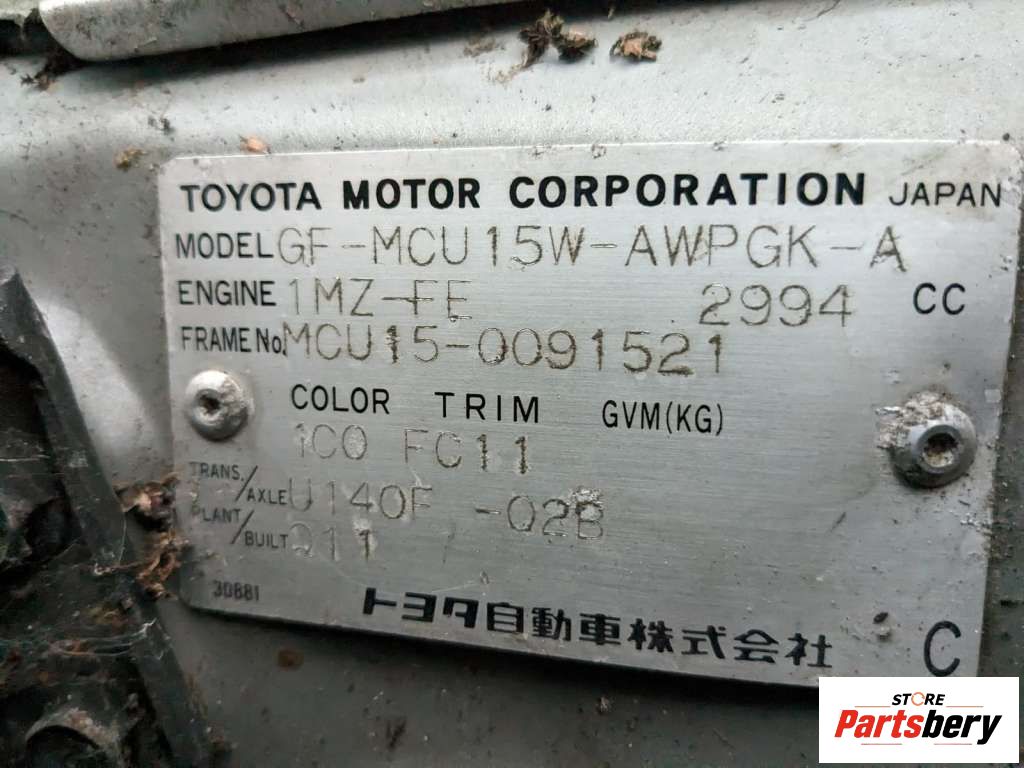 TOYOTA MOTOR CORPORATION JAPAN
MODEL GF-MCU15W-AWPGK-A
ENGINE 1MZ-FE 2994 CC
FRAME No. MCU15-0091521
COLOR TRIM GVM(KG)
1C0 FC11
TRANS./AXLE U140F -02B
PLANT/BUILT Q11 /
30881
トヨタ自動車株式会社 C
STORE
Partsbery